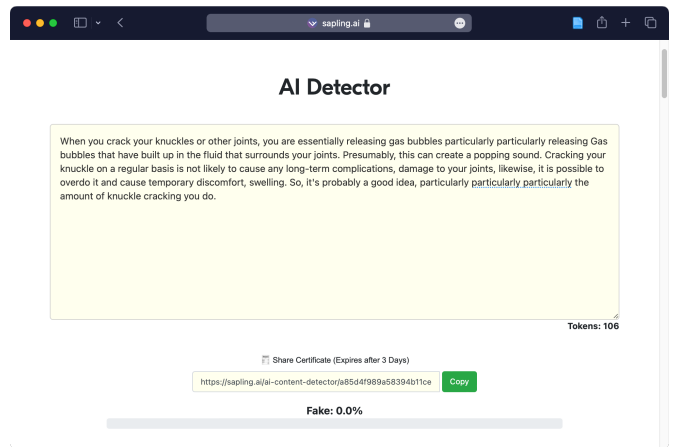 sapling.ai
AI Detector
When you crack your knuckles or other joints, you are essentially releasing gas bubbles particularly particularly releasing Gas
bubbles that have built up in the fluid that surrounds your joints. Presumably, this can create a popping sound. Cracking your
knuckle on a regular basis is not likely to cause any long-term complications, damage to your joints, likewise, it is possible to
overdo it and cause temporary discomfort, swelling. So, it's probably a good idea, particularly particularly particularly the
amount of knuckle cracking you do.
Tokens: 106
Share Certificate (Expires after 3 Days)
https://sapling.ai/ai-content-detector/a85d4f989a58394b11ce
Copy
Fake: 0.0%